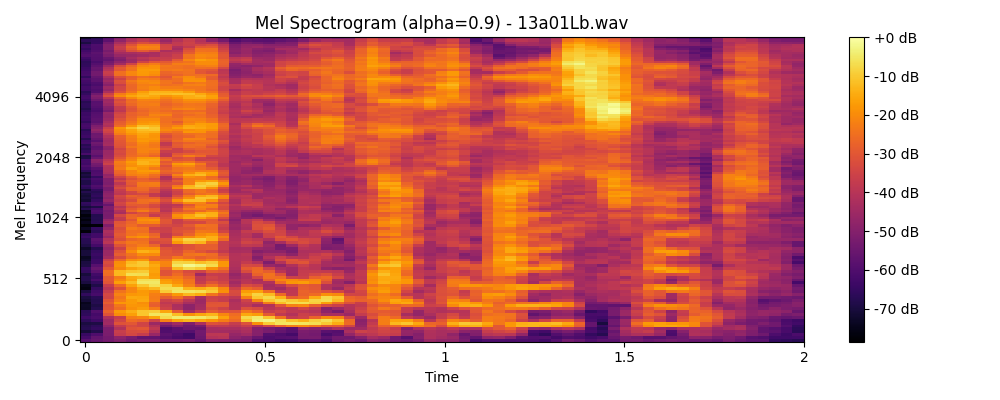 Mel Spectrogram (alpha=0.9) - 13a01Lb.wav
Mel Frequency
4096
2048
1024
512
0
0
0.5
1
1.5
2
Time
+0 dB
-10 dB
-20 dB
-30 dB
-40 dB
-50 dB
-60 dB
-70 dB